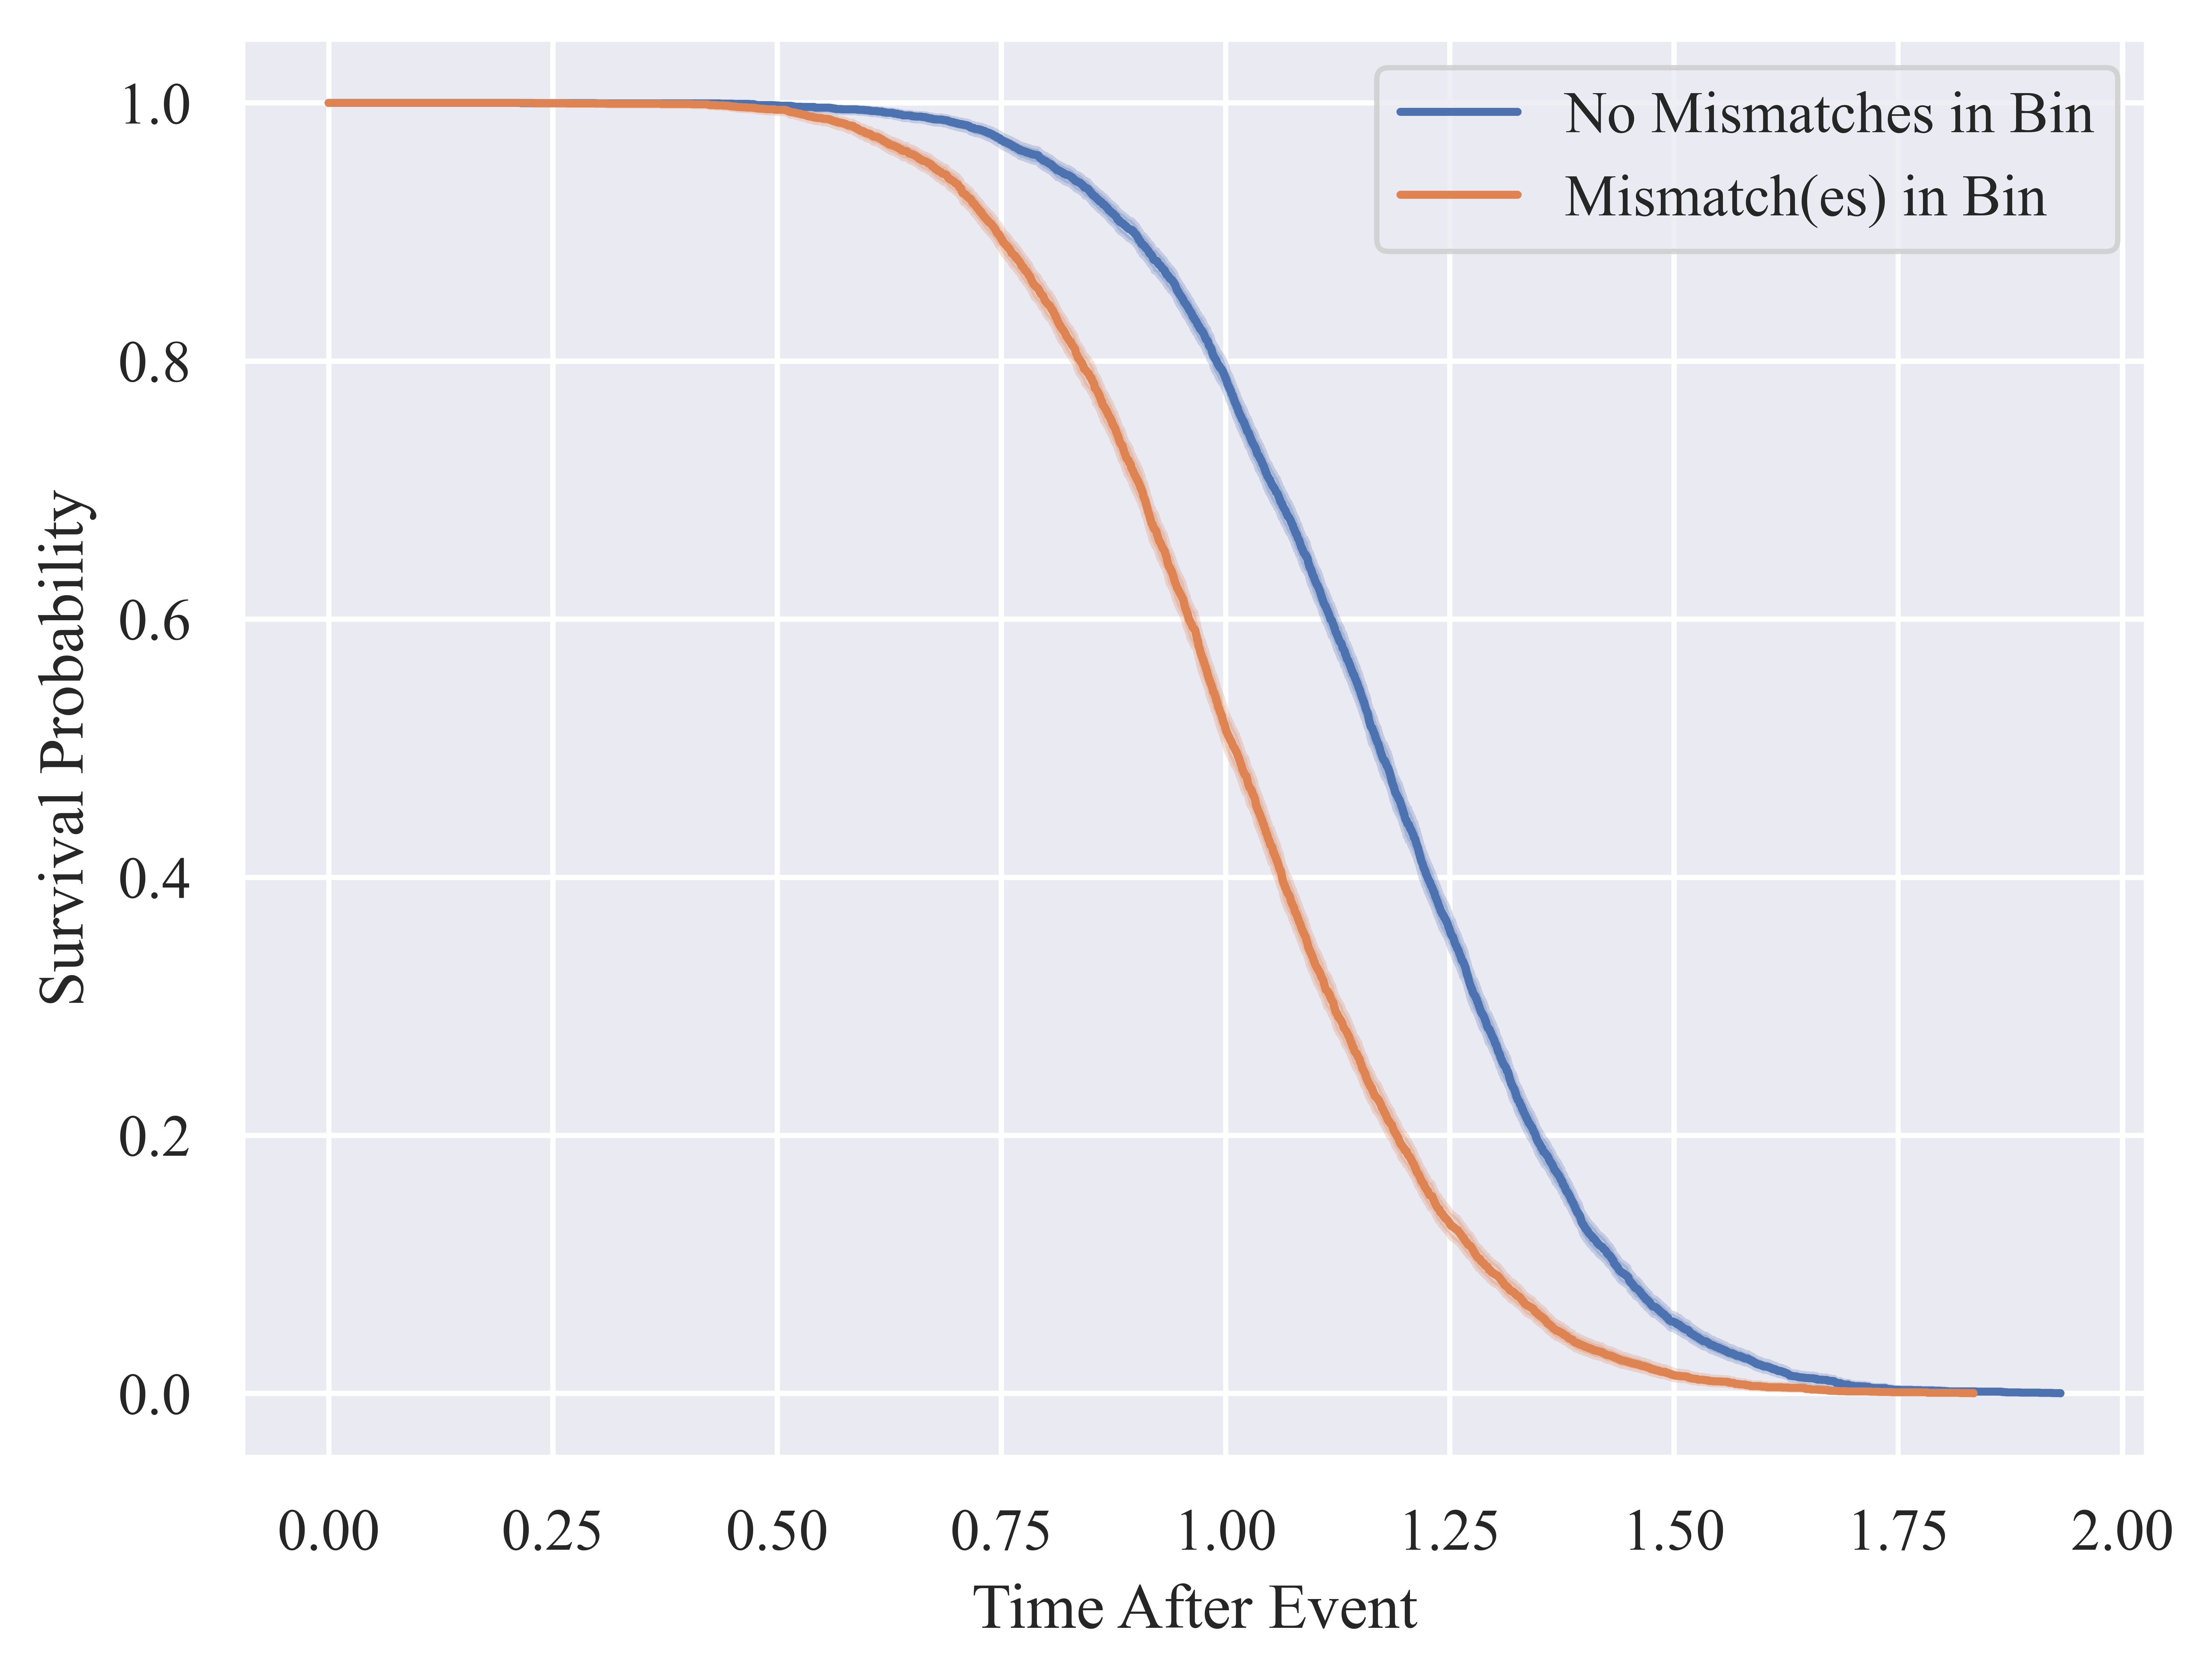 No Mismatches in Bin
Mismatch(es) in Bin
Survival Probability
1.0
0.8
0.6
0.4
0.2
0.0
0.00 0.25 0.50 0.75 1.00 1.25 1.50 1.75 2.00
Time After Event